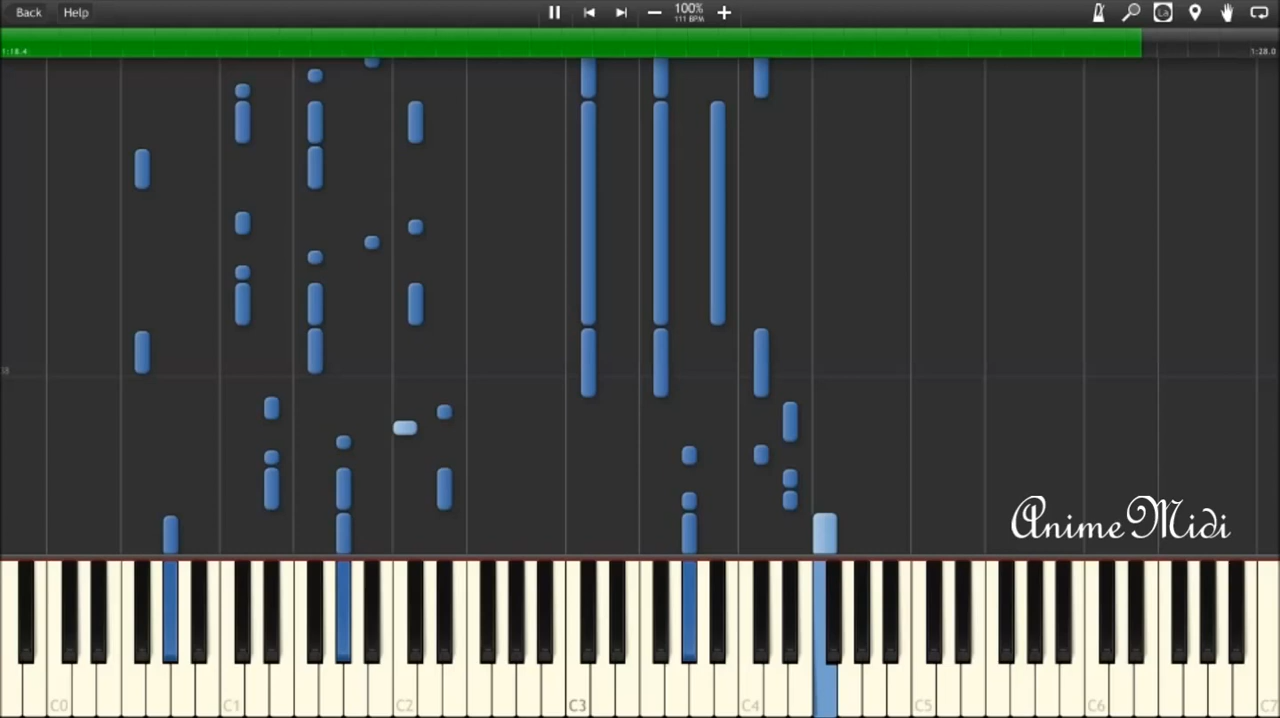 Back Help
100%
111 BPM
1:18.4 1:28.0
38
AnimeMidi
C0 C1 C2 C3 C4 C5 C6 C7